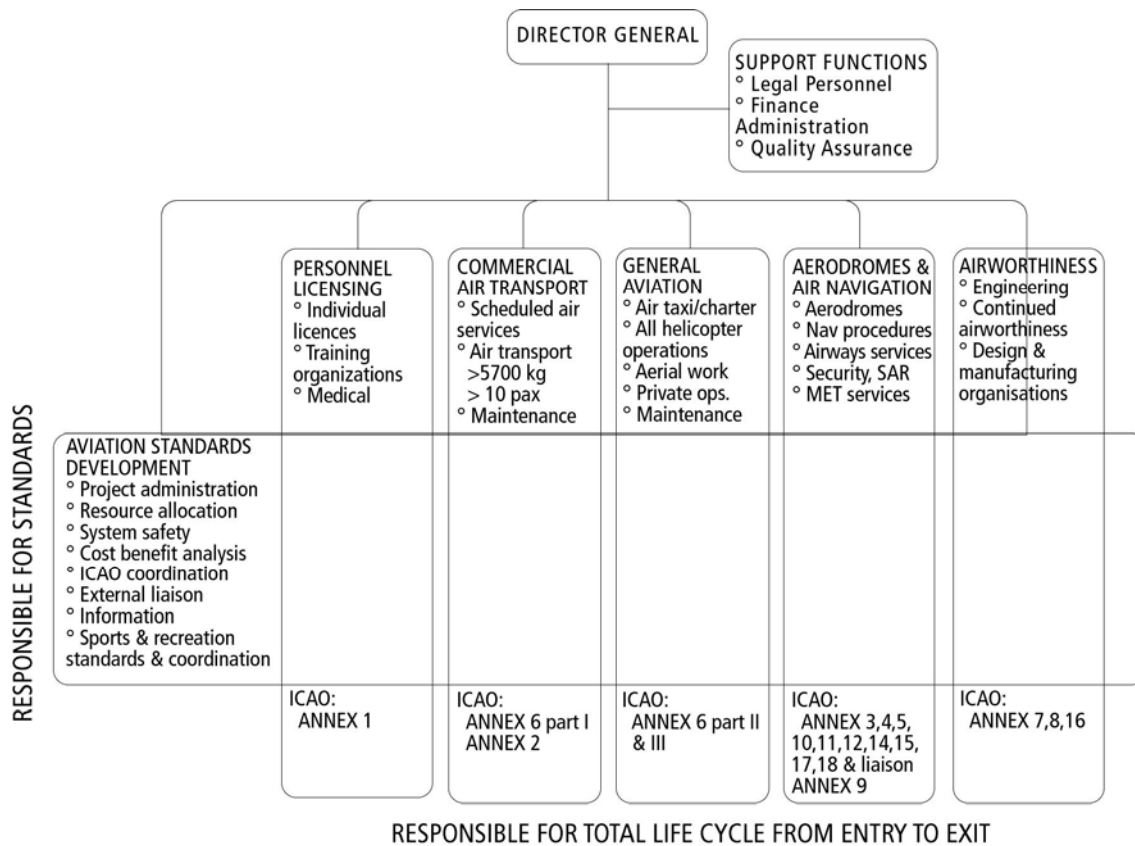 DIRECTOR GENERAL
SUPPORT FUNCTIONS
° Legal Personnel
° Finance
Administration
° Quality Assurance
PERSONNEL
LICENSING
° Individual
licences
° Training
organizations
° Medical
COMMERCIAL
AIR TRANSPORT
° Scheduled air
services
° Air transport
>5700 kg
> 10 pax
° Maintenance
GENERAL
AVIATION
° Air taxi/charter
° All helicopter
operations
° Aerial work
° Private ops.
° Maintenance
AERODROMES &
AIR NAVIGATION
° Aerodromes
° Nav procedures
° Airways services
° Security, SAR
° MET services
AIRWORTHINESS
° Engineering
° Continued
airworthiness
° Design &
manufacturing
organisations
RESPONSIBLE FOR STANDARDS
AVIATION STANDARDS
DEVELOPMENT
° Project administration
° Resource allocation
° System safety
° Cost benefit analysis
° ICAO coordination
° External liaison
° Information
° Sports & recreation
standards & coordination
ICAO:
ANNEX 1
ICAO:
ANNEX 6 part I
ANNEX 2
ICAO:
ANNEX 6 part II
& III
ICAO:
ANNEX 3,4,5,
10,11,12,14,15,
17,18 & liaison
ANNEX 9
ICAO:
ANNEX 7,8,16
RESPONSIBLE FOR TOTAL LIFE CYCLE FROM ENTRY TO EXIT